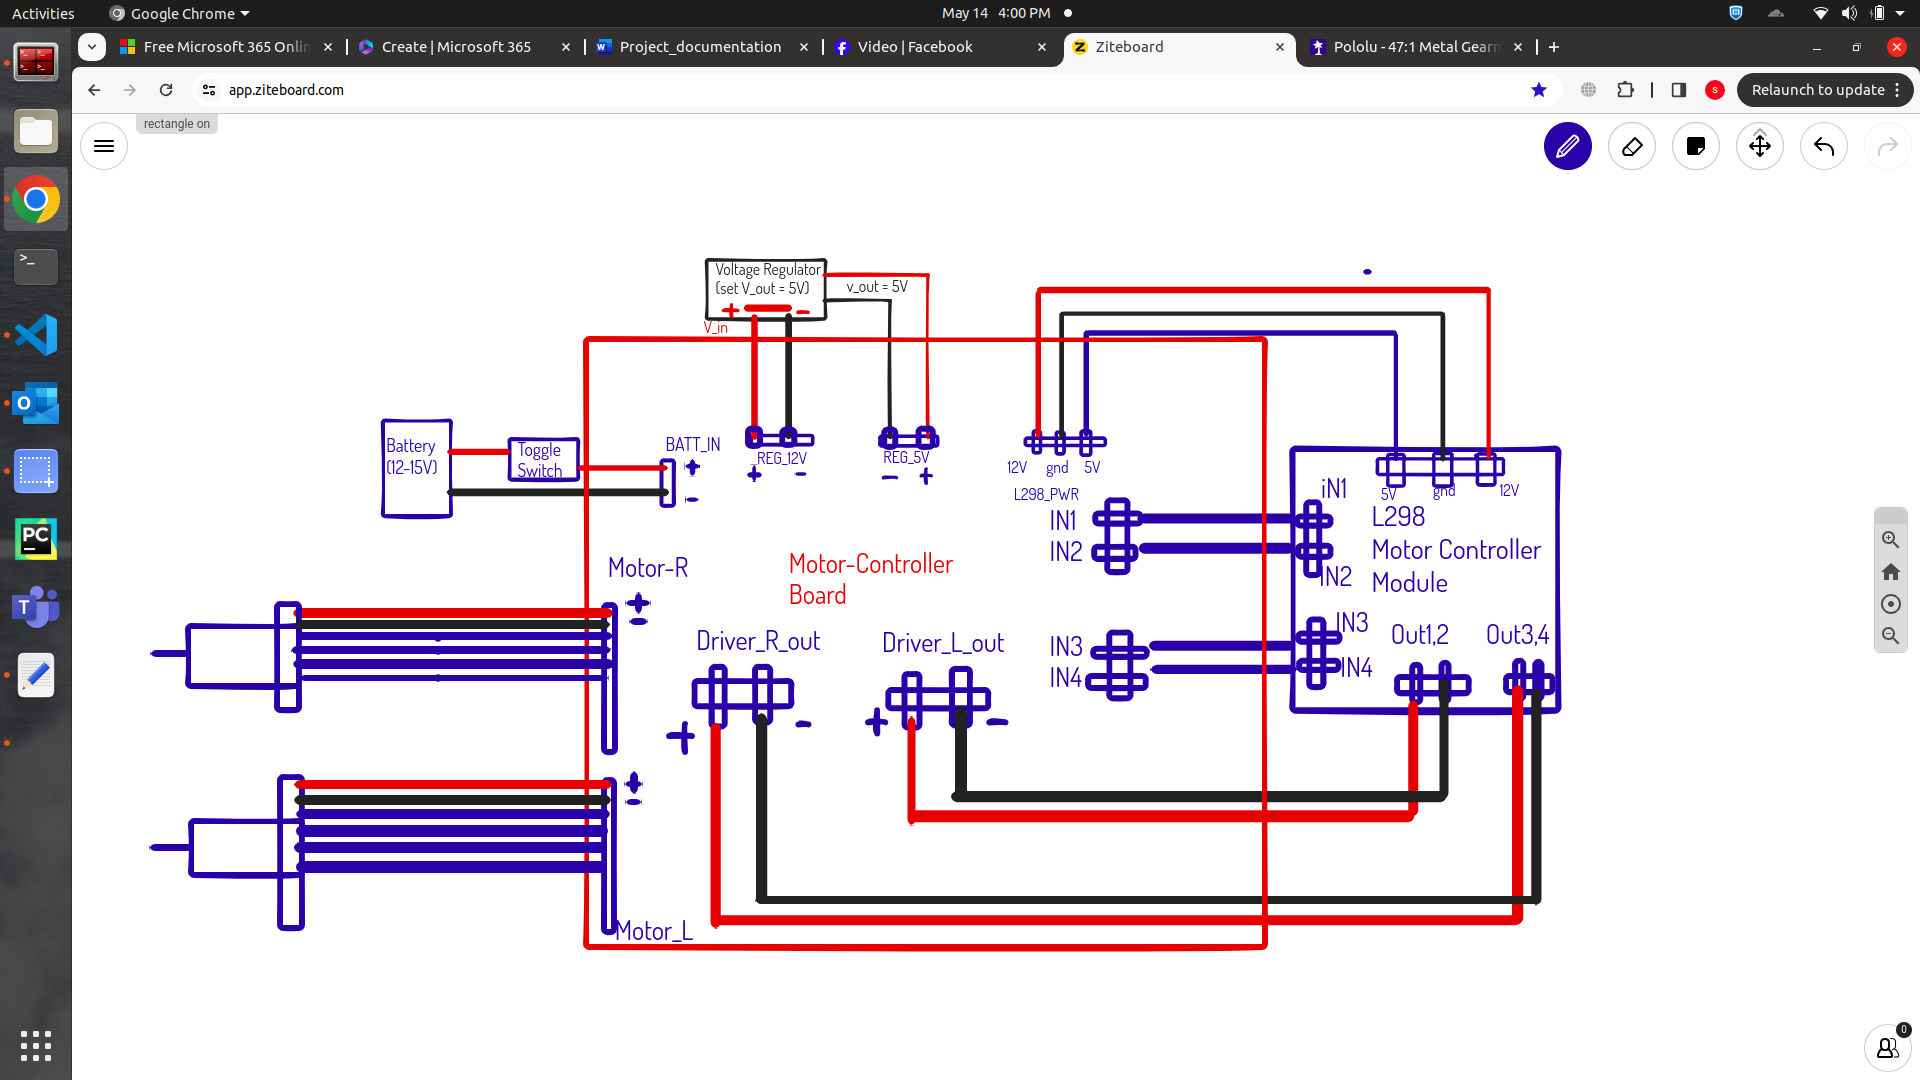 Activities
Google Chrome
May 14 4:00 PM
Free Microsoft 365 Onlin
Create | Microsoft 365
Project_documentation
Video | Facebook
Ziteboard
Pololu - 47:1 Metal Gearm
app.ziteboard.com
Relaunch to update
rectangle on
Voltage Regulator
(set V_out = 5V)
v_out = 5V
+ -
V_in
Battery
(12-15V)
Toggle
Switch
BATT_IN
+
-
_REG_12V
+ -
REG_5V
- +
12V gnd 5V
L298_PWR
IN1
IN2
iN1
IN2
5V gnd 12V
L298
Motor Controller
Module
Motor-R
+
-
Motor-Controller
Board
Driver_R_out
+ -
Driver_L_out
+ -
IN3
IN4
IN3
IN4
Out1,2
Out3,4
+
-
Motor_L
0